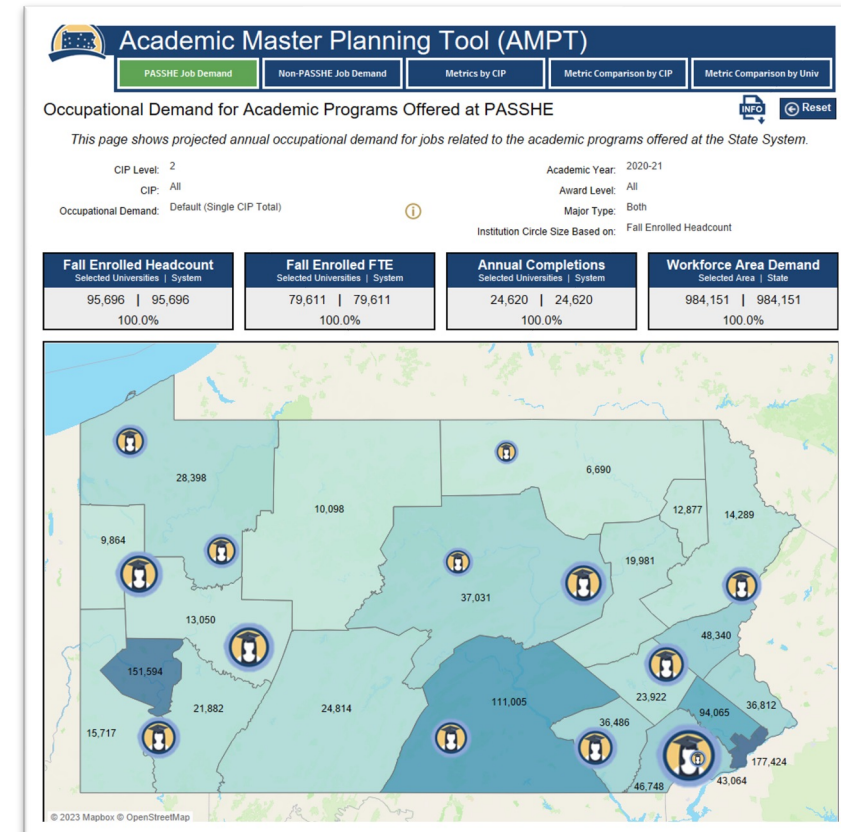 Academic Master Planning Tool (AMPT)
PASSHE Job Demand
Non-PASSHE Job Demand
Metrics by CIP
Metric Comparison by CIP
Metric Comparison by Univ
Occupational Demand for Academic Programs Offered at PASSHE
INFO
Reset
This page shows projected annual occupational demand for jobs related to the academic programs offered at the State System.
CIP Level: 2
Academic Year: 2020-21
CIP: All
Award Level: All
Occupational Demand: Default (Single CIP Total)
Major Type: Both
Institution Circle Size Based on: Fall Enrolled Headcount
Fall Enrolled Headcount
Selected Universities | System
95,696 | 95,696
100.0%
Fall Enrolled FTE
Selected Universities | System
79,611 | 79,611
100.0%
Annual Completions
Selected Universities | System
24,620 | 24,620
100.0%
Workforce Area Demand
Selected Area | State
984,151 | 984,151
100.0%
28,398
6,690
10,098
12,877
14,289
9,864
19,981
37,031
13,050
48,340
151,594
23,922
111,005
21,882
24,814
36,812
94,065
36,486
15,717
177,424
43,064
46,748
© 2023 Mapbox © OpenStreetMap